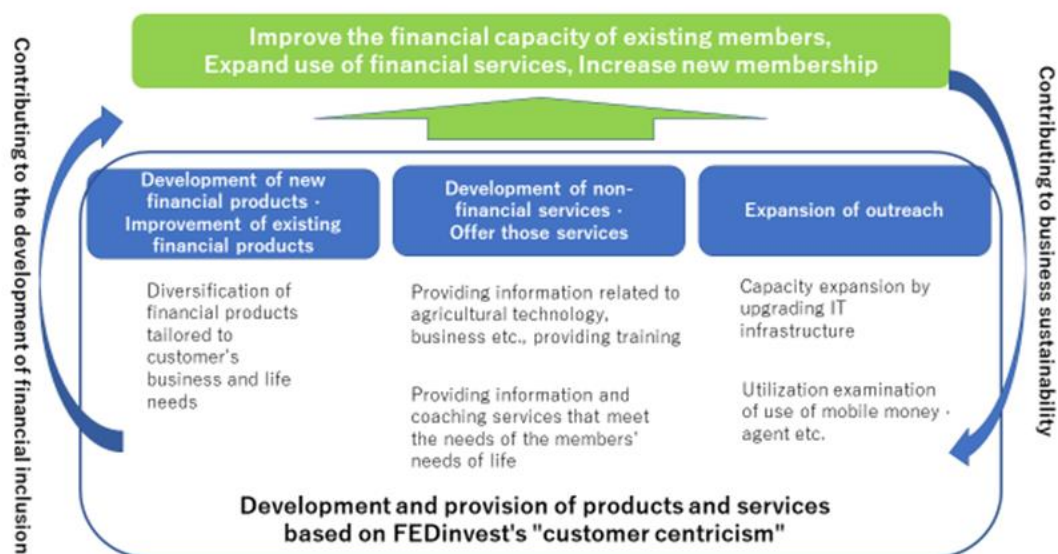 Improve the financial capacity of existing members,
Expand use of financial services, Increase new membership
Contributing to the development of financial inclusion
Contributing to business sustainability
Development of new
financial products ·
Improvement of existing
financial products
Diversification of
financial products
tailored to
customer's
business and life
needs
Development of non-
financial services ·
Offer those services
Providing information related to
agricultural technology,
business etc., providing training
Providing information and
coaching services that meet
the needs of the members'
needs of life
Expansion of outreach
Capacity expansion by
upgrading IT
infrastructure
Utilization examination
of use of mobile money ·
agent etc.
Development and provision of products and services
based on FEDinvest's "customer centricism"